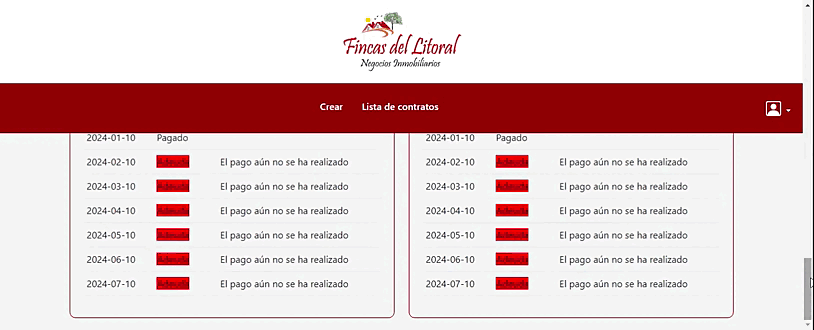 Fincas del Litoral
Negocios Inmobiliarios
Crear Lista de contratos
2024-01-10 Pagado 2024-01-10 Pagado
2024-02-10 Adeuda El pago aún no se ha realizado 2024-02-10 Adeuda El pago aún no se ha realizado
2024-03-10 Adeuda El pago aún no se ha realizado 2024-03-10 Adeuda El pago aún no se ha realizado
2024-04-10 Adeuda El pago aún no se ha realizado 2024-04-10 Adeuda El pago aún no se ha realizado
2024-05-10 Adeuda El pago aún no se ha realizado 2024-05-10 Adeuda El pago aún no se ha realizado
2024-06-10 Adeuda El pago aún no se ha realizado 2024-06-10 Adeuda El pago aún no se ha realizado
2024-07-10 Adeuda El pago aún no se ha realizado 2024-07-10 Adeuda El pago aún no se ha realizado